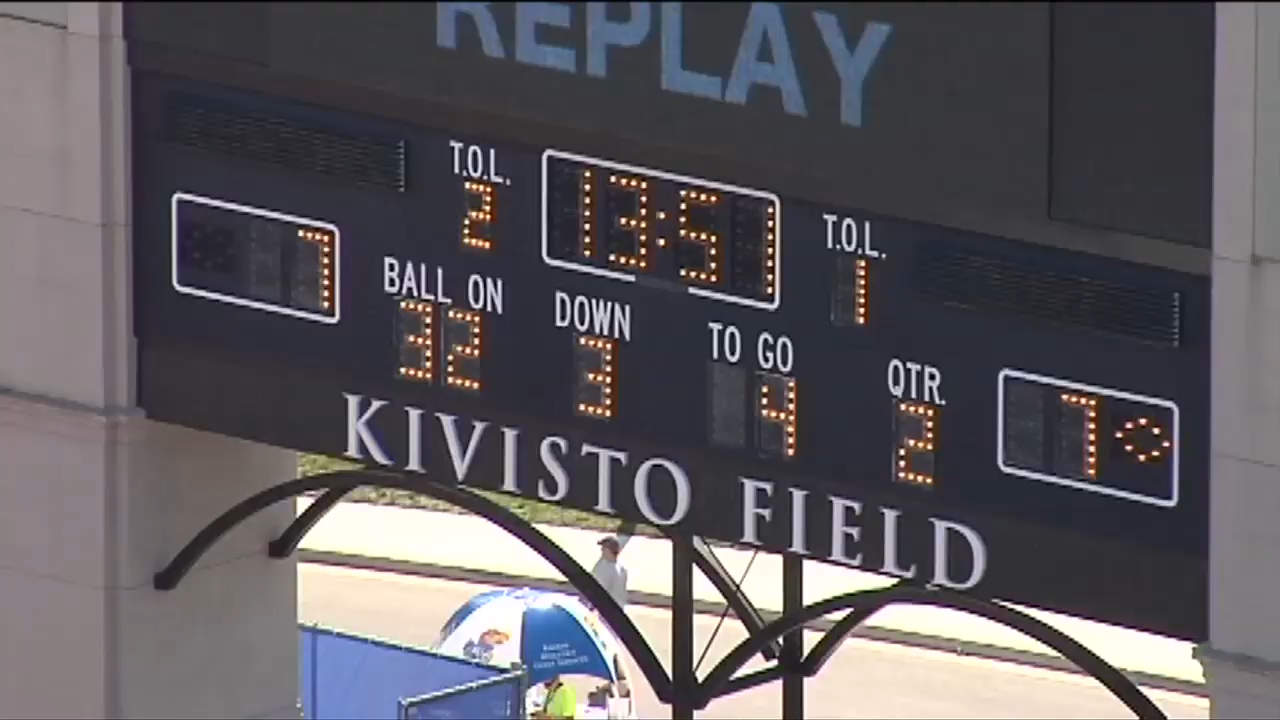 REPLAY
T.O.L. 13:51 T.O.L.
2 1
7 7
BALL ON DOWN TO GO QTR.
32 3 4 2
KIVISTO FIELD